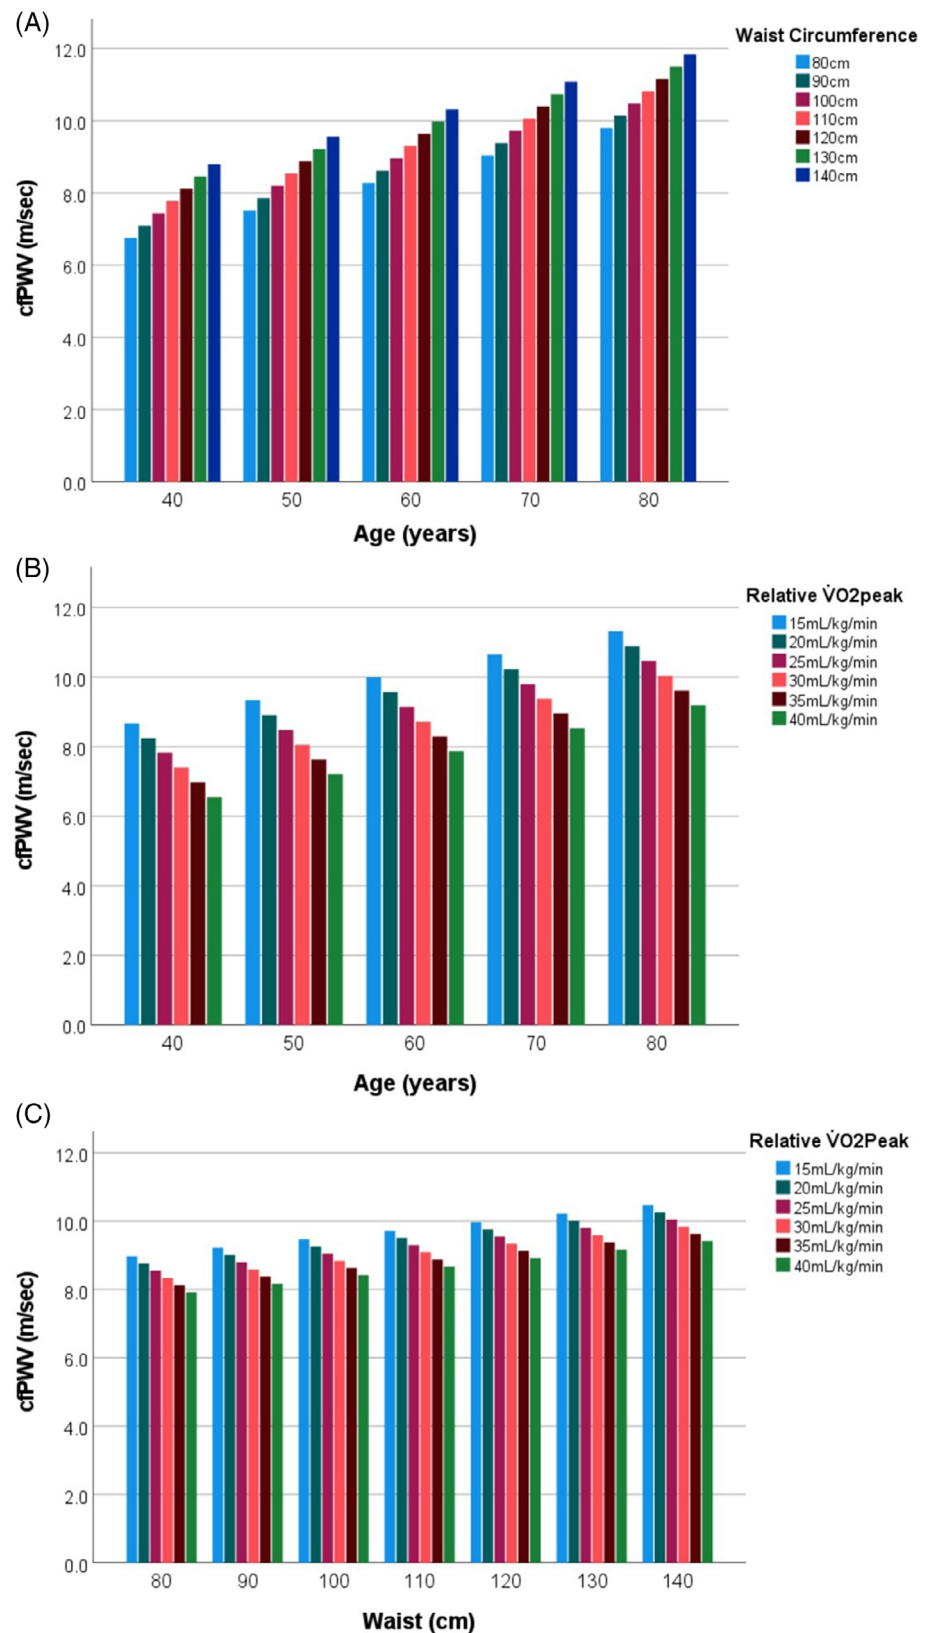 (A)
Waist Circumference
80cm
90cm
100cm
110cm
120cm
130cm
140cm
12.0
10.0
8.0
6.0
4.0
2.0
0.0
cfPWV (m/sec)
40 50 60 70 80
Age (years)
(B)
Relative V̇O2peak
15mL/kg/min
20mL/kg/min
25mL/kg/min
30mL/kg/min
35mL/kg/min
40mL/kg/min
12.0
10.0
8.0
6.0
4.0
2.0
0.0
cfPWV (m/sec)
40 50 60 70 80
Age (years)
(C)
Relative V̇O2Peak
15mL/kg/min
20mL/kg/min
25mL/kg/min
30mL/kg/min
35mL/kg/min
40mL/kg/min
12.0
10.0
8.0
6.0
4.0
2.0
0.0
cfPWV (m/sec)
80 90 100 110 120 130 140
Waist (cm)